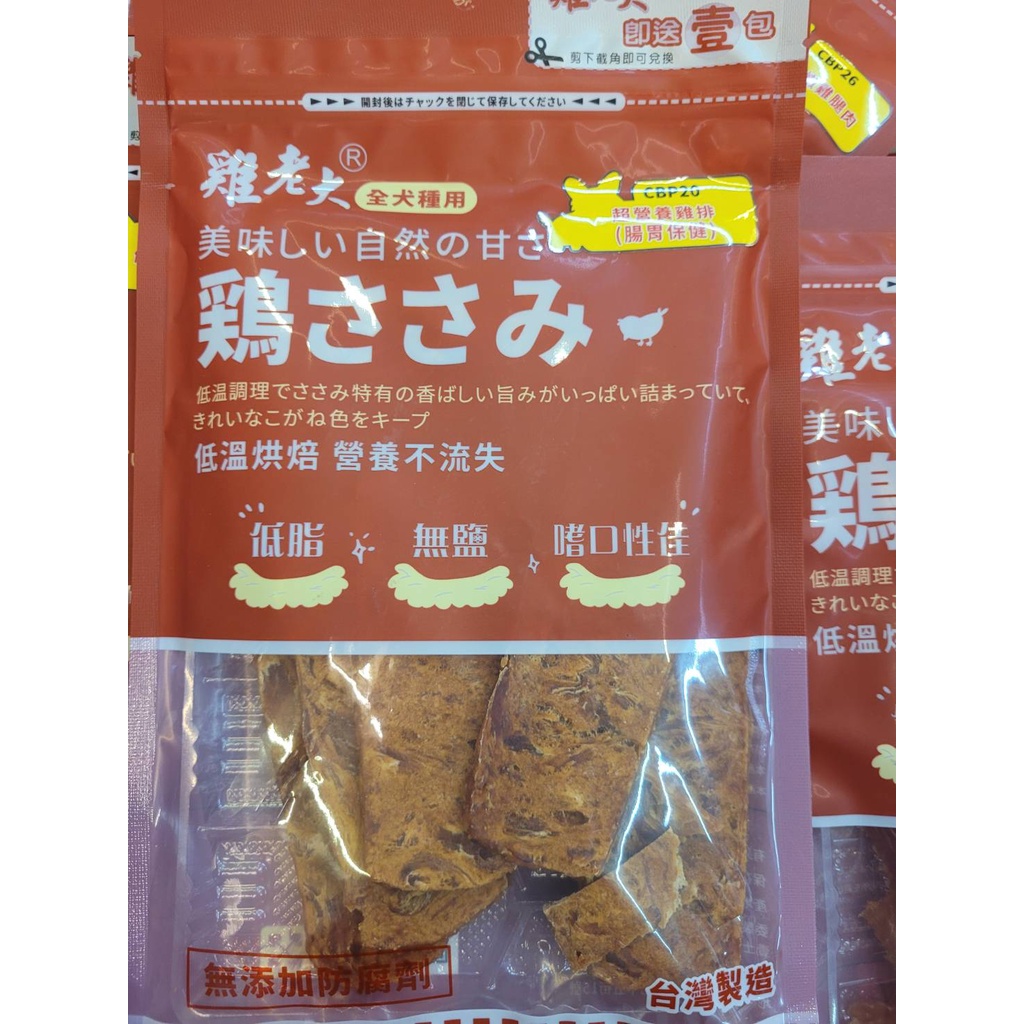 即送壹包
剪下截角即可兌換
開封後はチャックを閉じて保存してください
雞老大®
全犬種用
CBP20
超營養雞排
(腸胃保健)
美味しい自然の甘さ
鶏ささみ
低温調理でささみ特有の香ばしい旨みがいっぱい詰まっていて、
きれいなこがね色をキープ
低溫烘焙 營養不流失
低脂
無鹽
嗜口性佳
無添加防腐劑
台灣製造
CBP26
雞腿肉
雞老
美味し
鶏
低温調理
きれいなこ
低溫烘